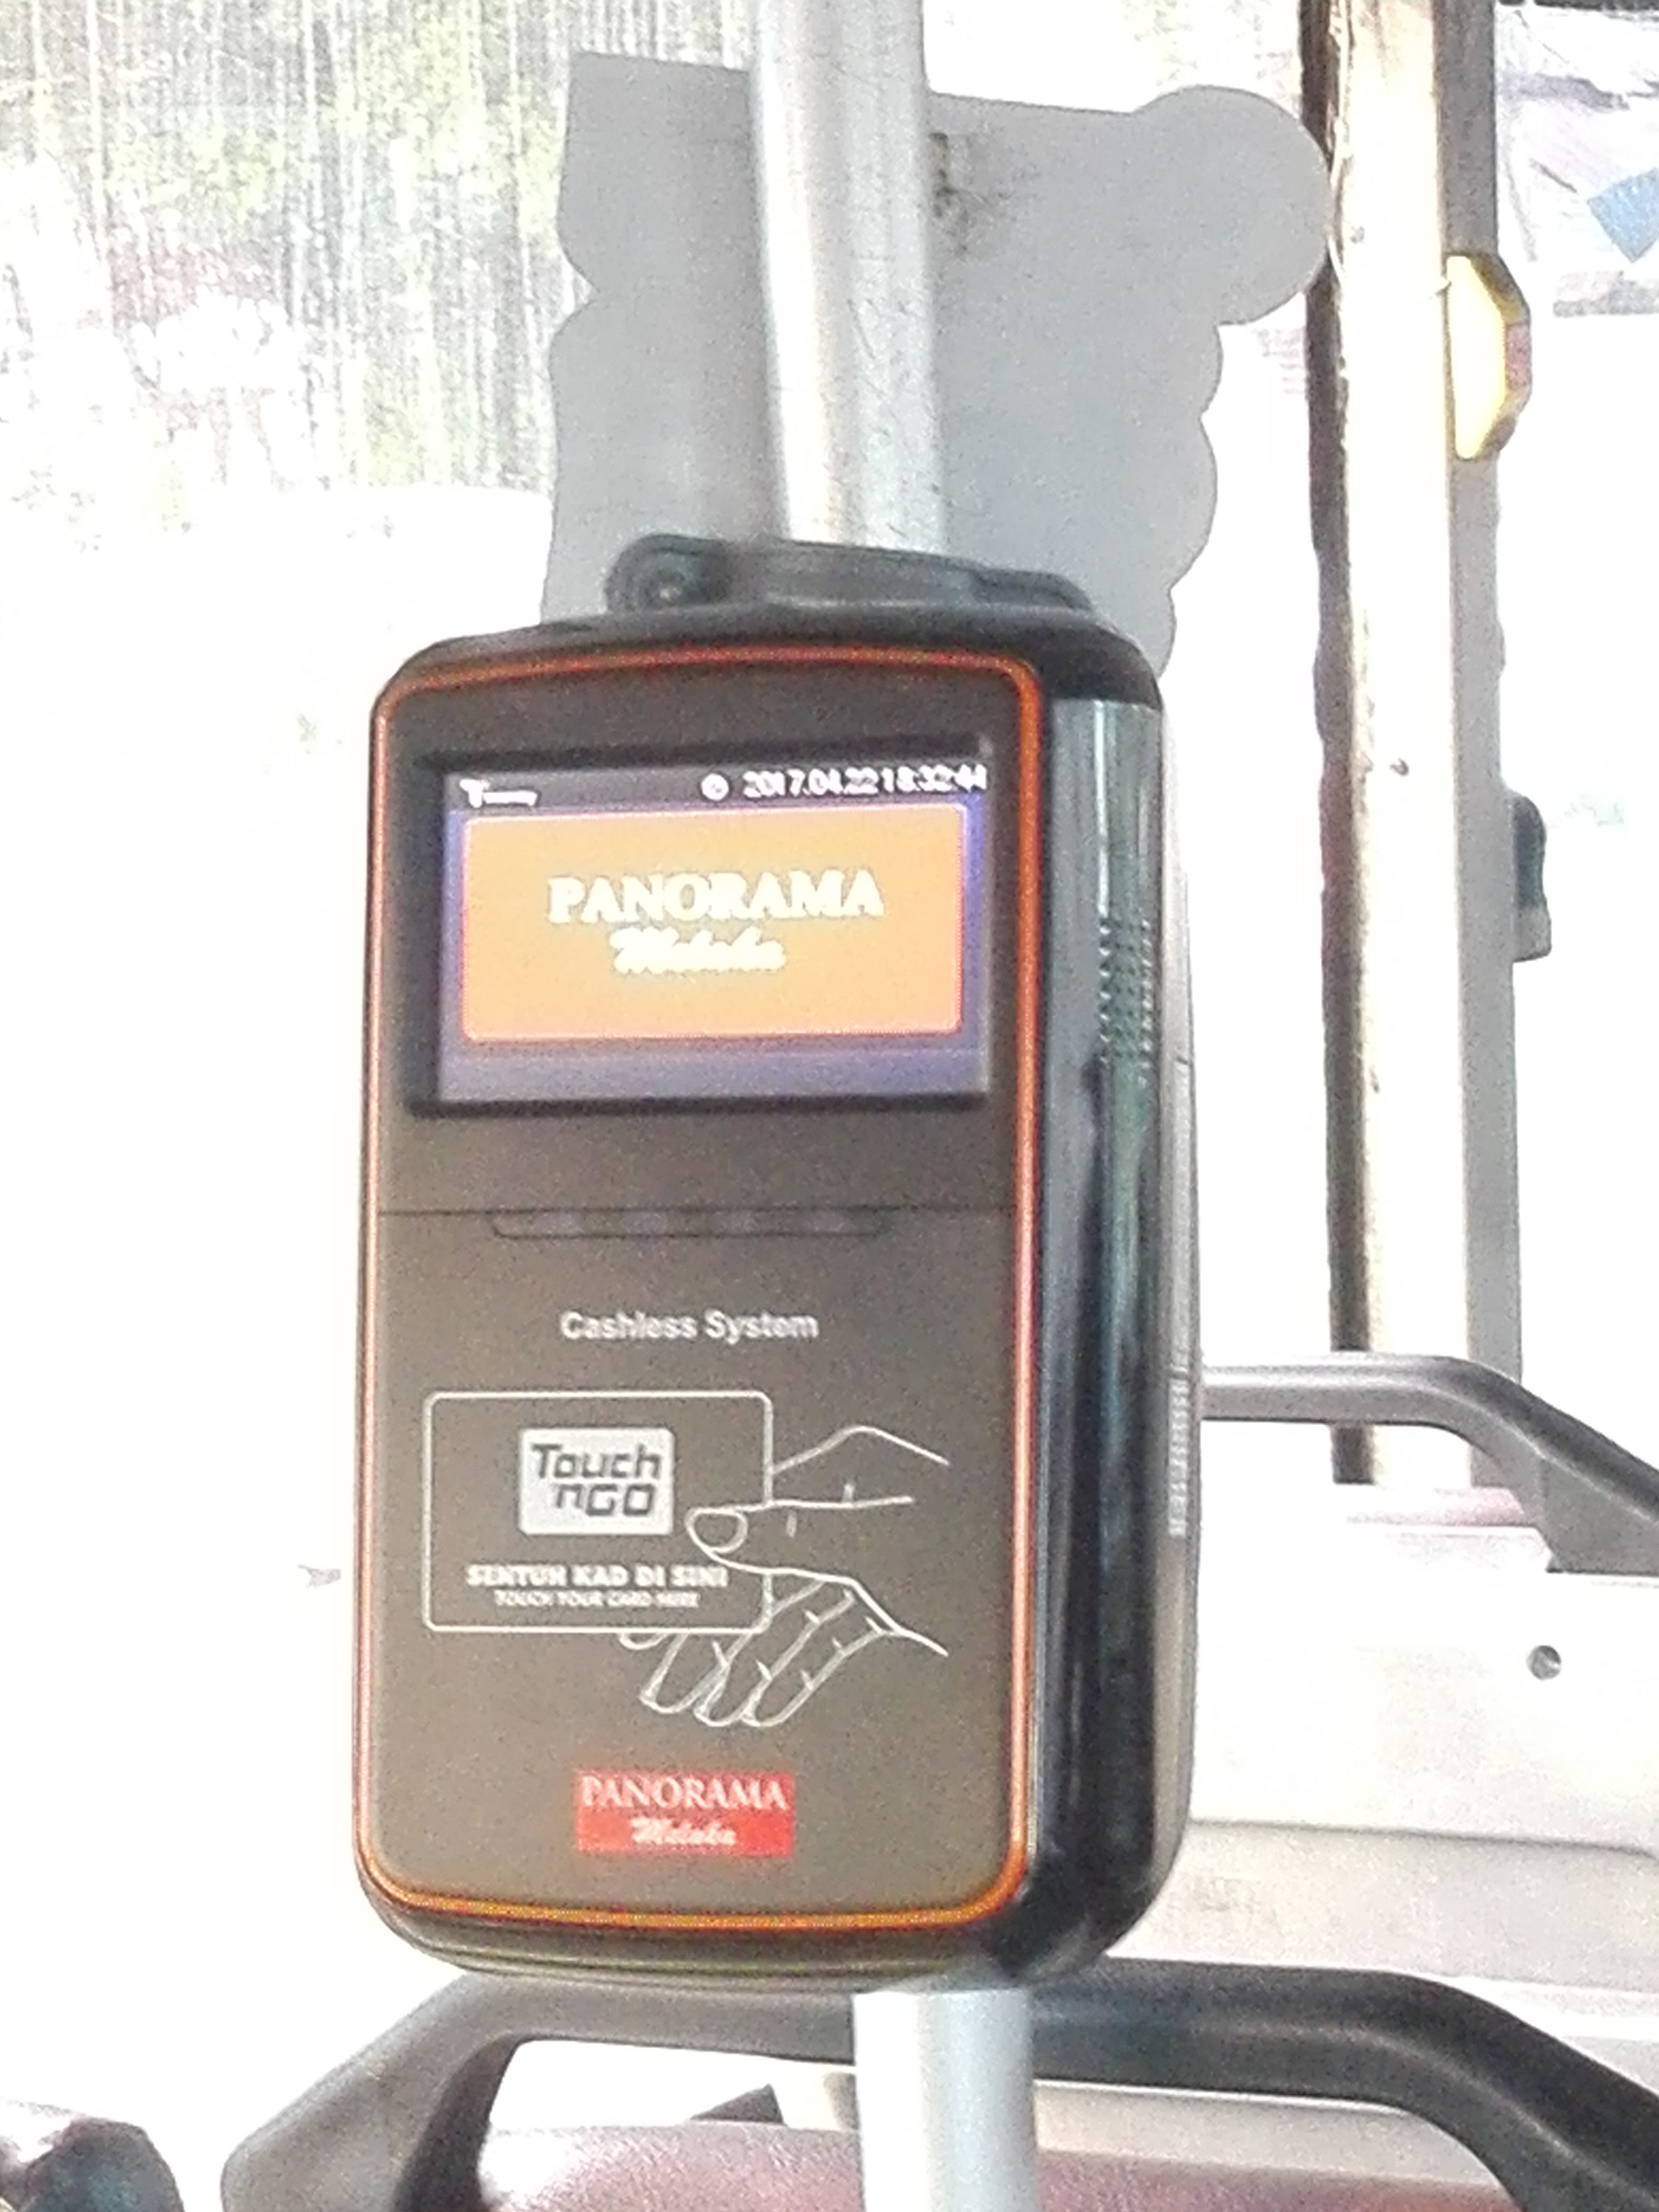 2017.04.22 18:32:44
PANORAMA
Melaka
Cashless System
Touch
nGO
SENTUH KAD DI SINI
TOUCH YOUR CARD HERE
PANORAMA
Melaka